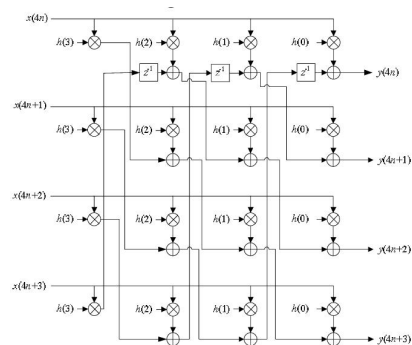 x(4n)
h(3) h(2) h(1) h(0)
z⁻¹ z⁻¹ z⁻¹ y(4n)
x(4n+1)
h(3) h(2) h(1) h(0)
y(4n+1)
x(4n+2)
h(3) h(2) h(1) h(0)
y(4n+2)
x(4n+3)
h(3) h(2) h(1) h(0)
y(4n+3)